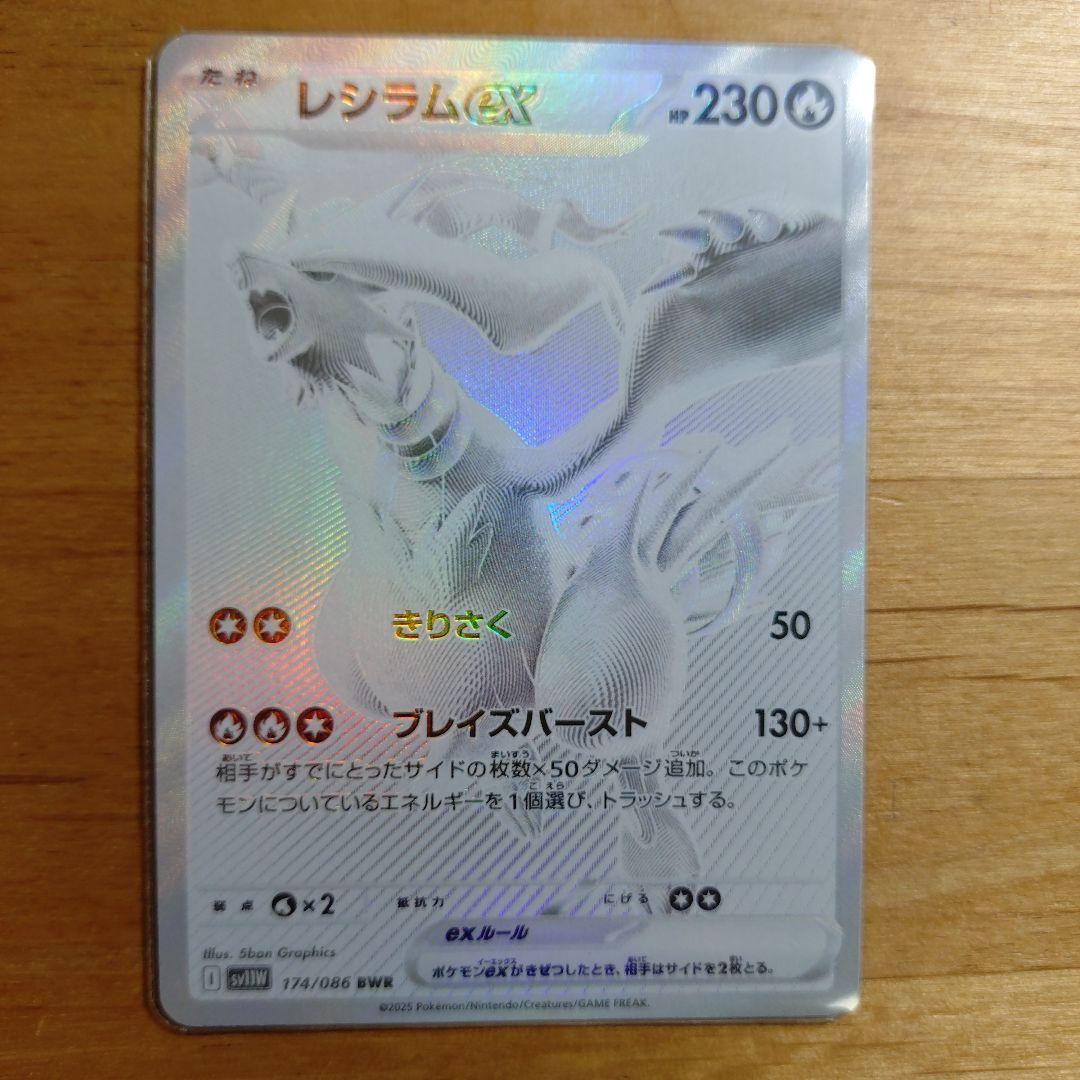 たね
レシラムex
HP 230
きりさく 50
ブレイズバースト 130+
相手がすでにとったサイドの枚数×50ダメージ追加。このポケ
モンについているエネルギーを1個選び、トラッシュする。
弱点 ×2 抵抗力 にげる
exルール
ポケモンexがきぜつしたとき、相手はサイドを2枚とる。
Illus. 5ban Graphics
I SV11W 174/086 BWR
©2025 Pokémon/Nintendo/Creatures/GAME FREAK.